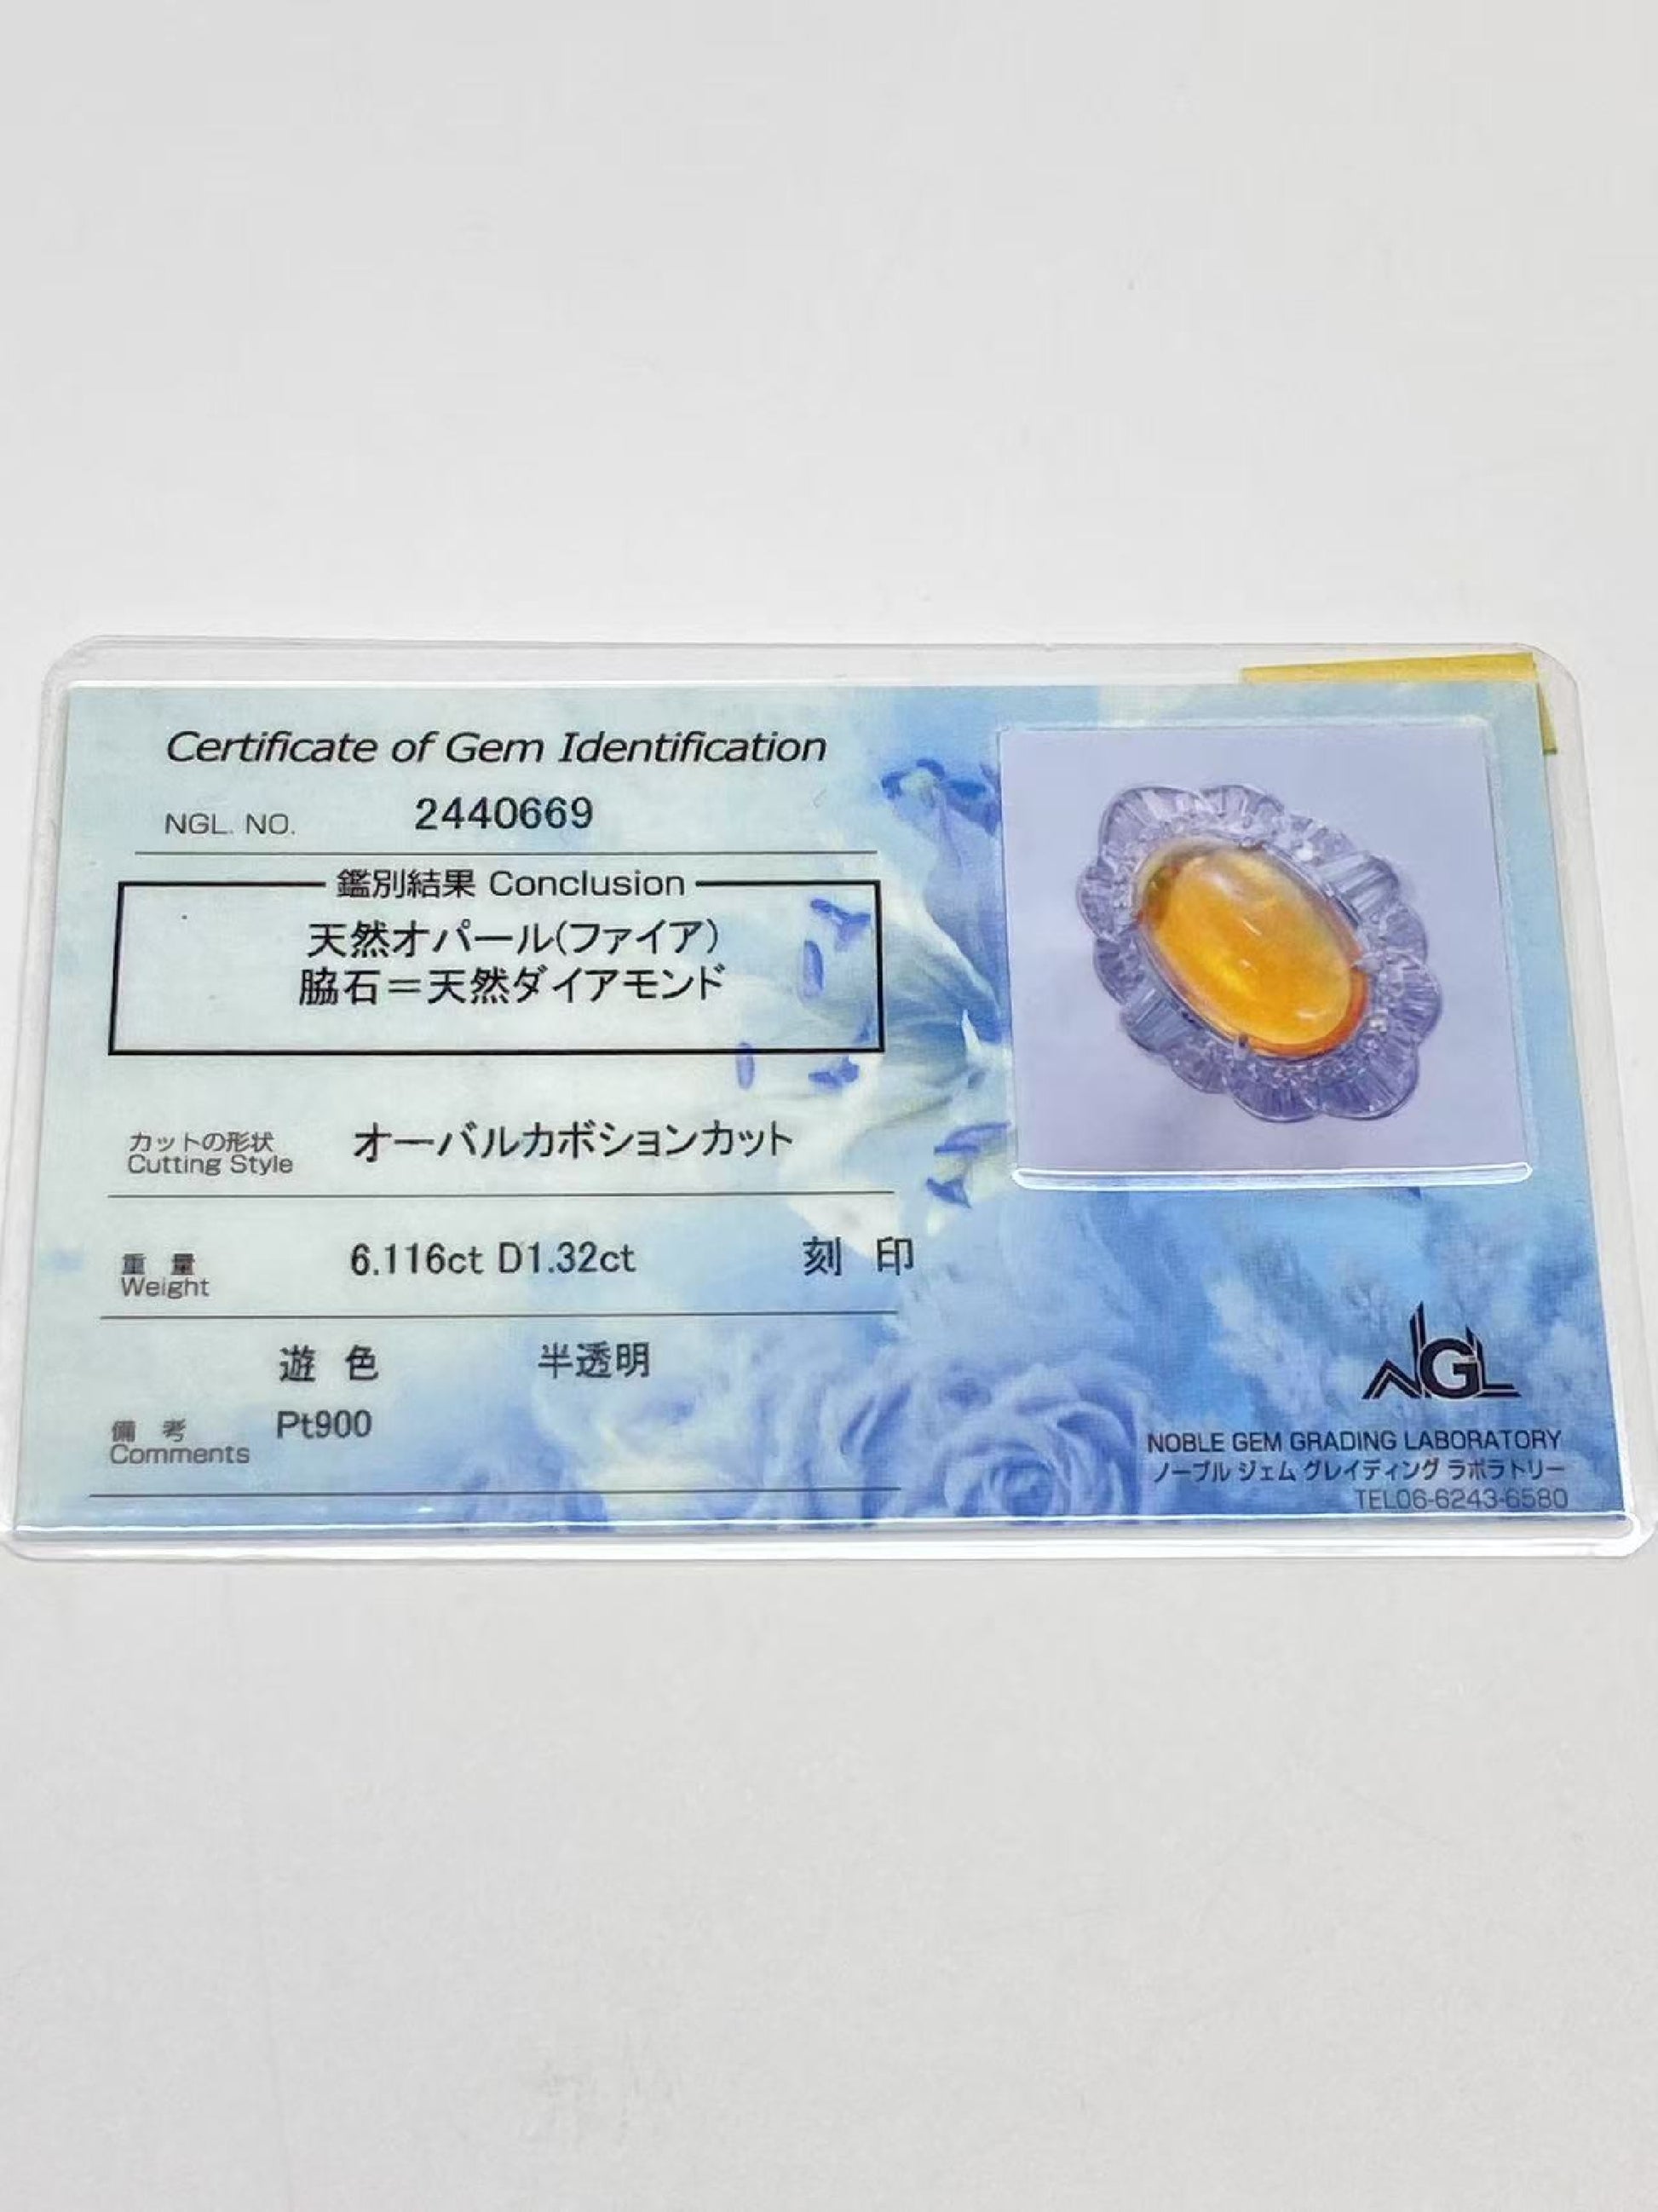 Certificate of Gem Identification
NGL. NO. 2440669
鑑別結果 Conclusion
天然オパール(ファイア)
脇石＝天然ダイアモンド
カットの形状 オーバルカボションカット
Cutting Style
重量 6.116ct D1.32ct 刻印
Weight
遊色 半透明
備考 Pt900
Comments
NGL
NOBLE GEM GRADING LABORATORY
ノーブル ジェム グレイディング ラボラトリー
TEL06-6243-6580